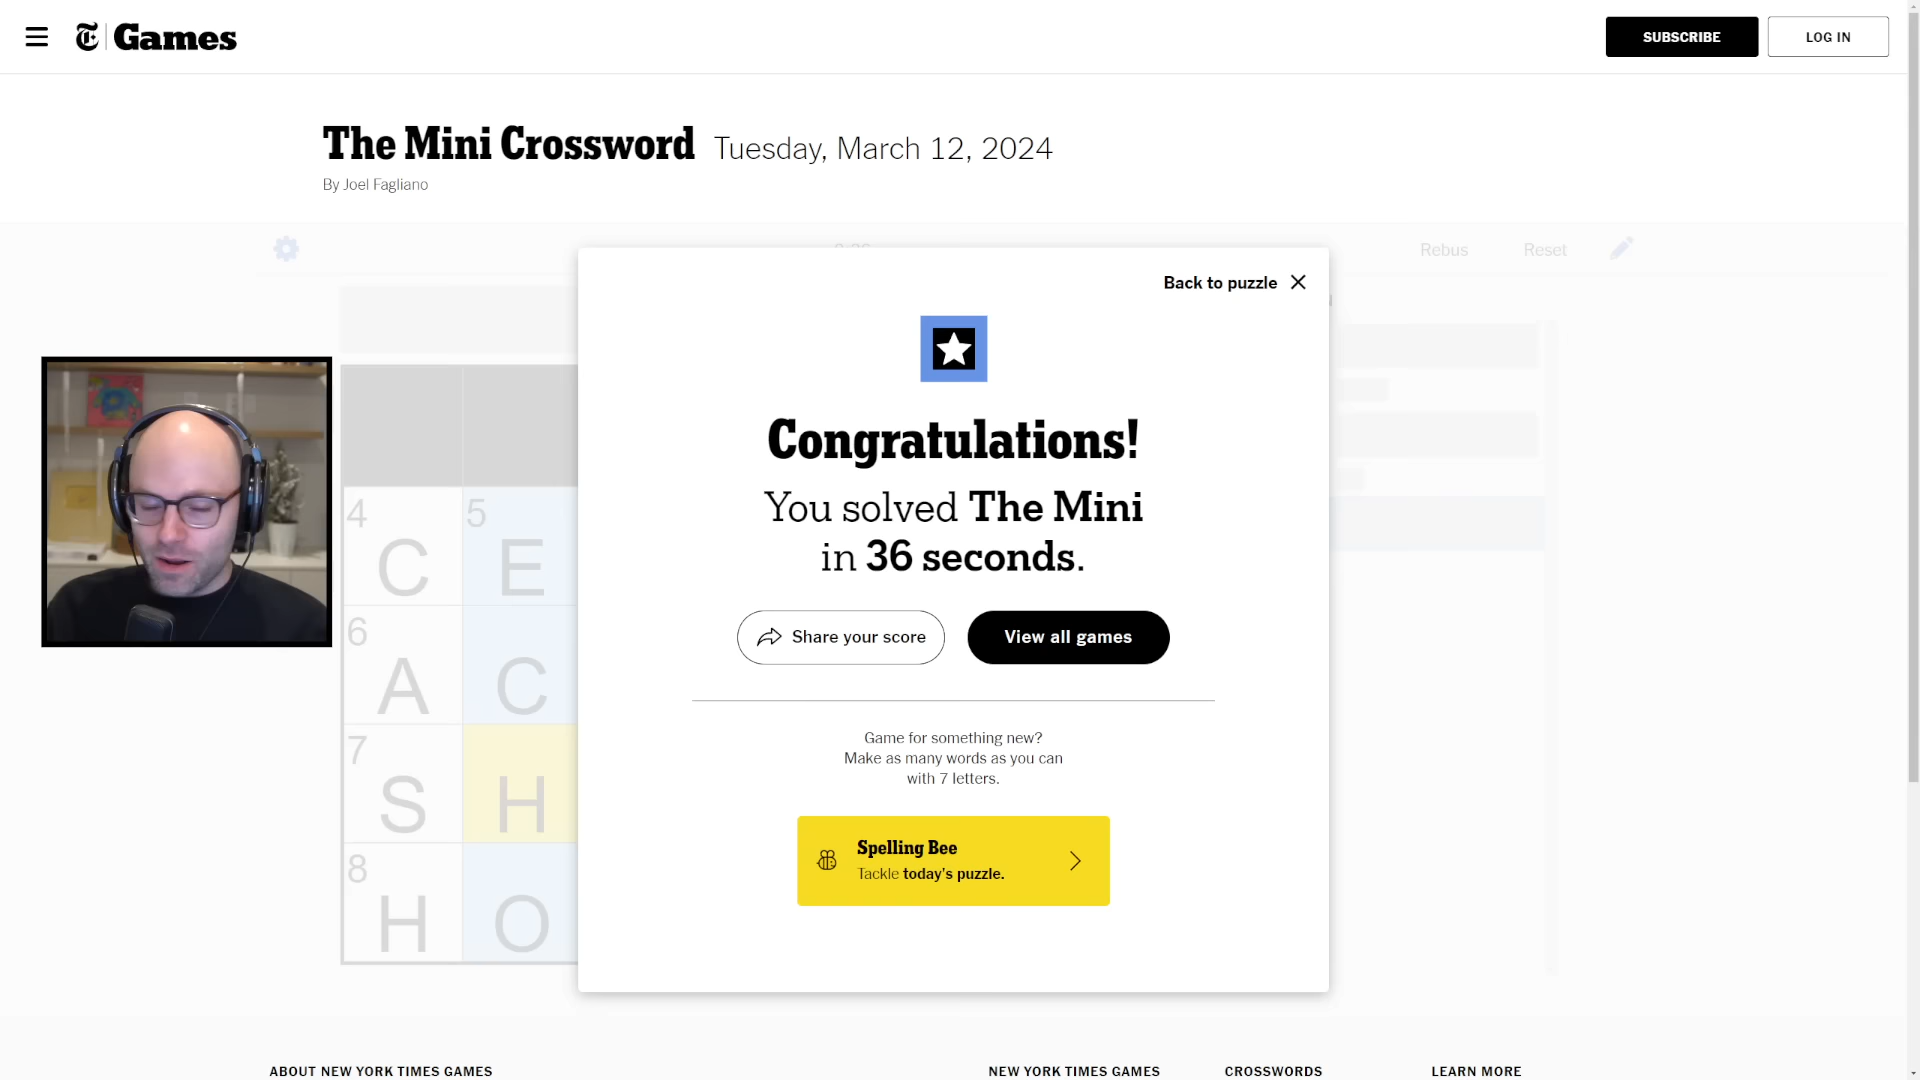 Games
SUBSCRIBE
LOG IN
The Mini Crossword Tuesday, March 12, 2024
By Joel Fagliano
Rebus
Reset
Back to puzzle
Congratulations!
You solved The Mini
in 36 seconds.
Share your score
View all games
Game for something new?
Make as many words as you can
with 7 letters.
Spelling Bee
Tackle today's puzzle.
4 5
C E
6
A C
7
S H
8
H O
ABOUT NEW YORK TIMES GAMES
NEW YORK TIMES GAMES
CROSSWORDS
LEARN MORE